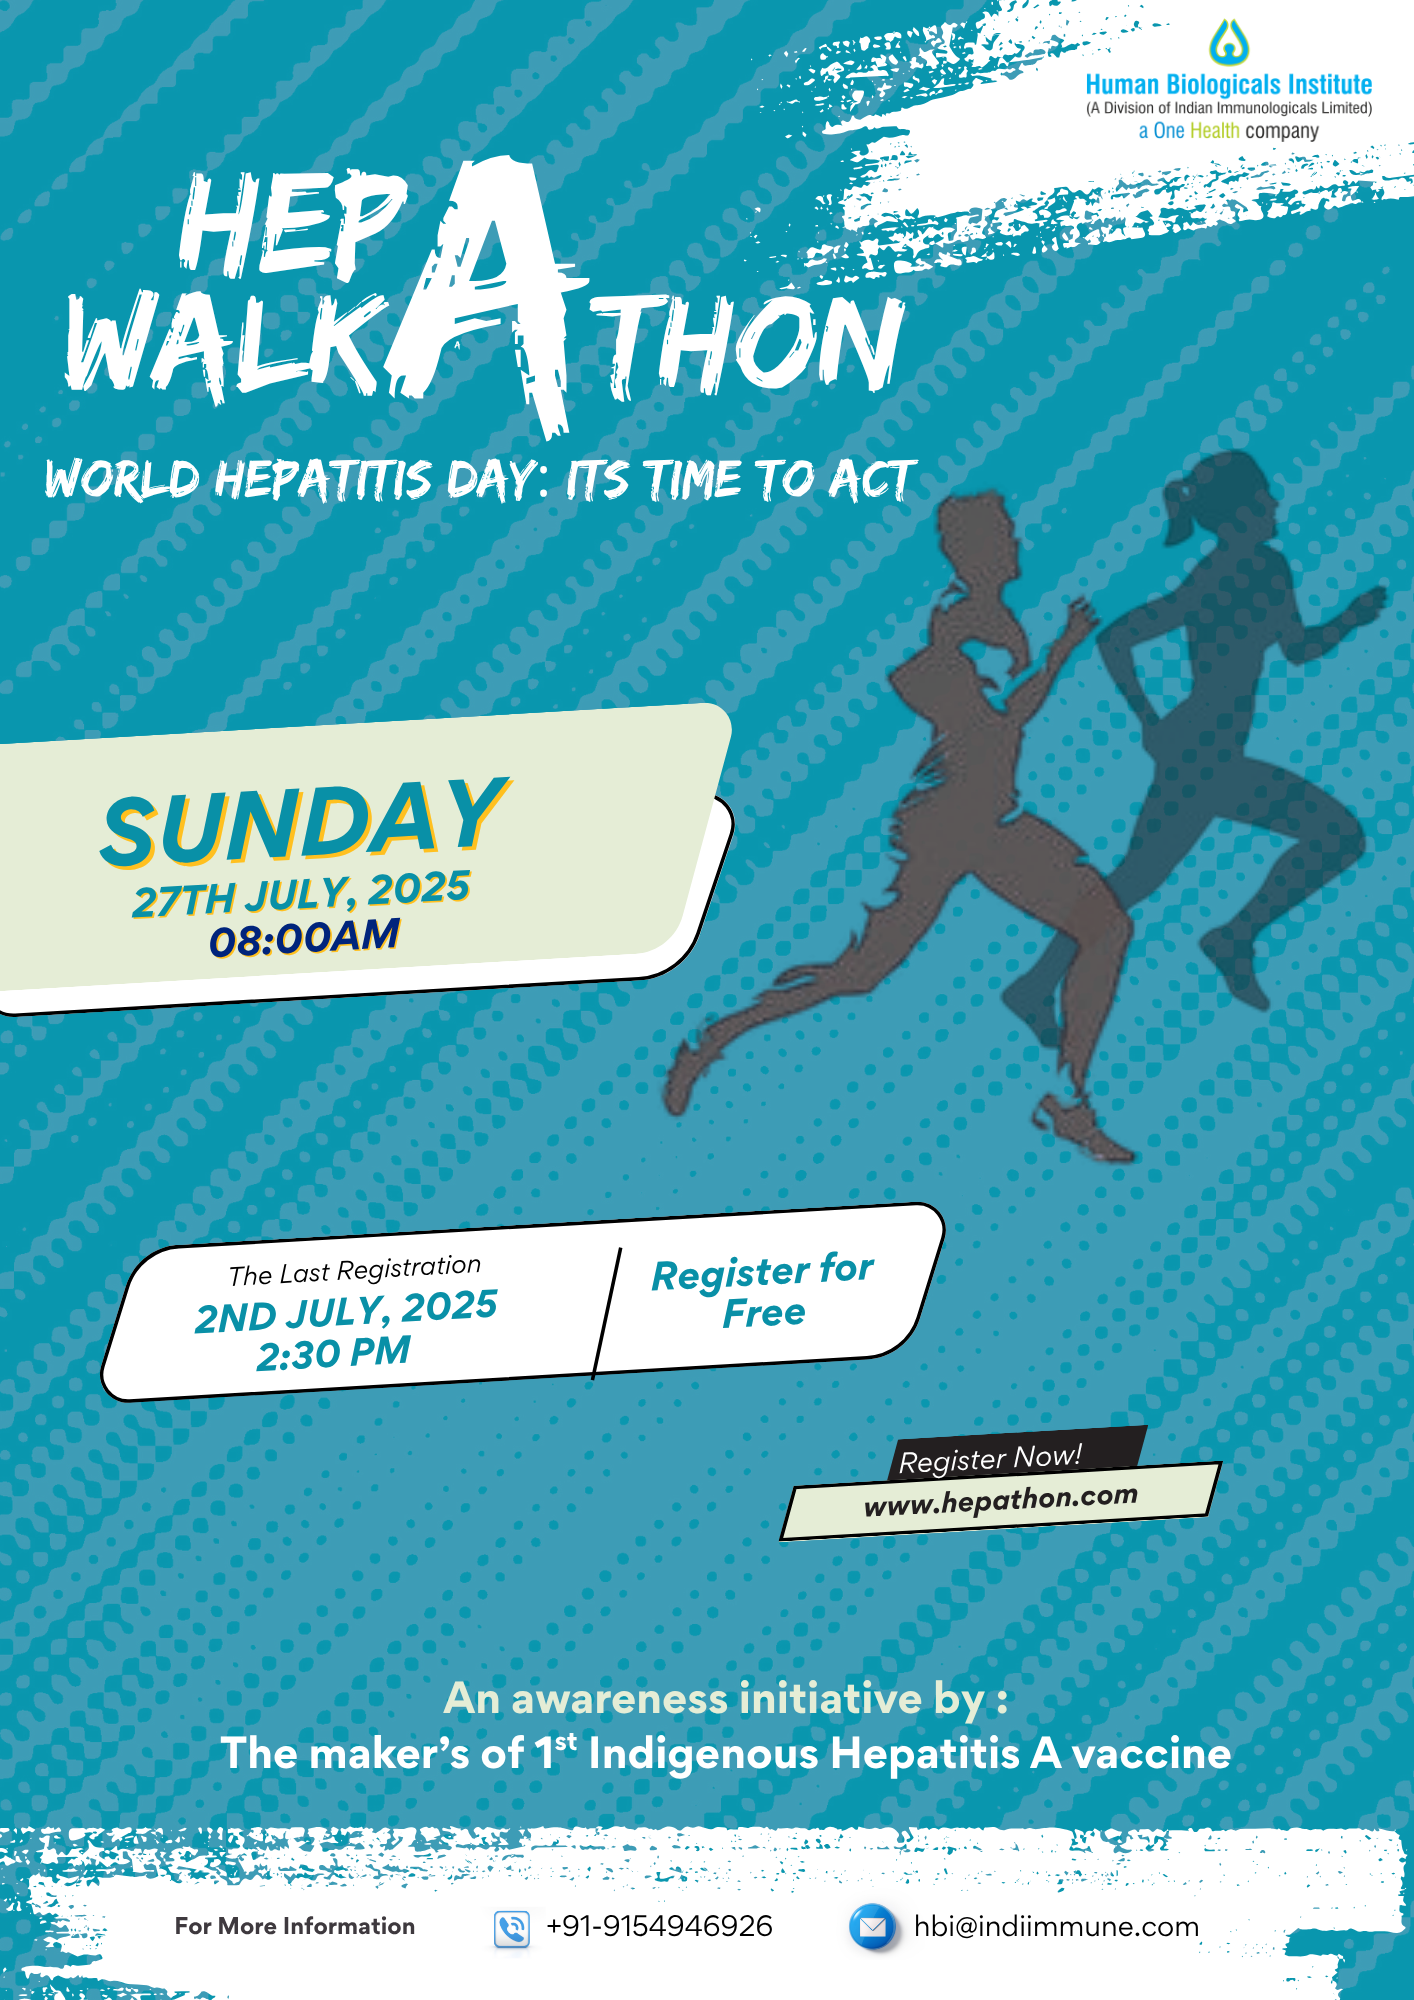 Human Biologicals Institute
(A Division of Indian Immunologicals Limited)
a One Health company
HEP
WALKATHON
WORLD HEPATITIS DAY: ITS TIME TO ACT
SUNDAY
27TH JULY, 2025
08:00AM
The Last Registration
2ND JULY, 2025
2:30 PM
Register for
Free
Register Now!
www.hepathon.com
An awareness initiative by :
The maker's of 1st Indigenous Hepatitis A vaccine
For More Information
+91-9154946926
hbi@indiimmune.com